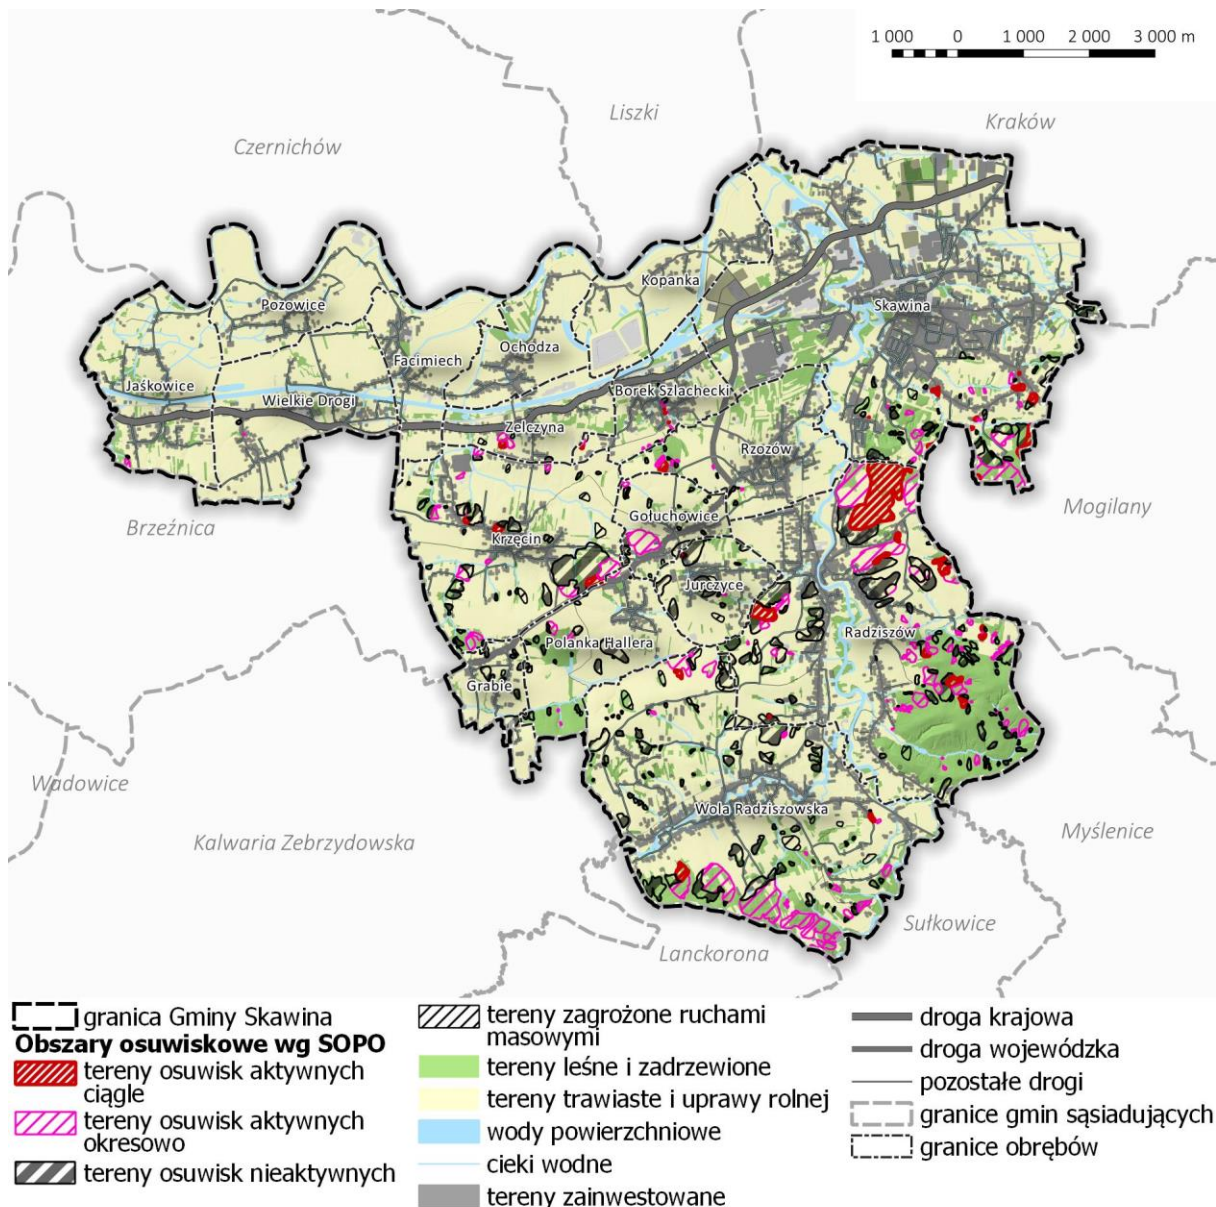 1 000 0 1 000 2 000 3 000 m
Liszki
Kraków
Czernichów
Kopanka
Pozowice
Skawina
Ochodza
Facimiech
Jaśkowice
Borek Szlachecki
Wielkie Drogi
Zelczyna
Rzozów
Mogilany
Brzeźnica
Gołuchowice
Krzęcin
Jurczyce
Radziszów
Polanka Hallera
Grabie
Wadowice
Wola Radziszowska
Kalwaria Zebrzydowska
Myślenice
Sułkowice
Lanckorona
granica Gminy Skawina
Obszary osuwiskowe wg SOPO
tereny osuwisk aktywnych
ciągle
tereny osuwisk aktywnych
okresowo
tereny osuwisk nieaktywnych
tereny zagrożone ruchami
masowymi
tereny leśne i zadrzewione
tereny trawiaste i uprawy rolnej
wody powierzchniowe
cieki wodne
tereny zainwestowane
droga krajowa
droga wojewódzka
pozostałe drogi
granice gmin sąsiadujących
granice obrębów